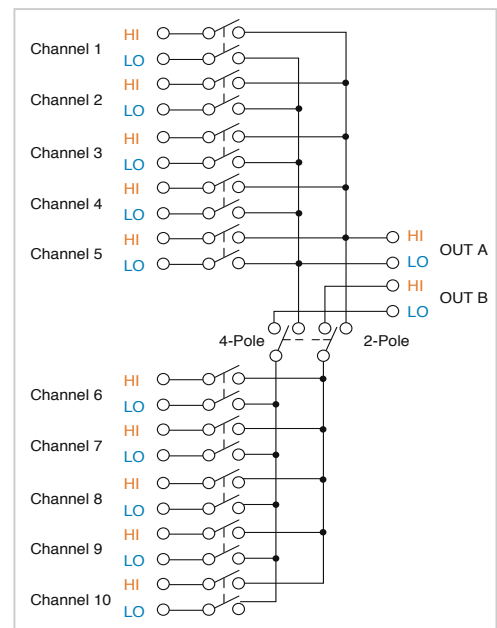 Channel 1 HI
LO
Channel 2 HI
LO
Channel 3 HI
LO
Channel 4 HI
LO
Channel 5 HI
LO
HI
LO
OUT A
HI
LO
OUT B
4-Pole 2-Pole
Channel 6 HI
LO
Channel 7 HI
LO
Channel 8 HI
LO
Channel 9 HI
LO
Channel 10 HI
LO